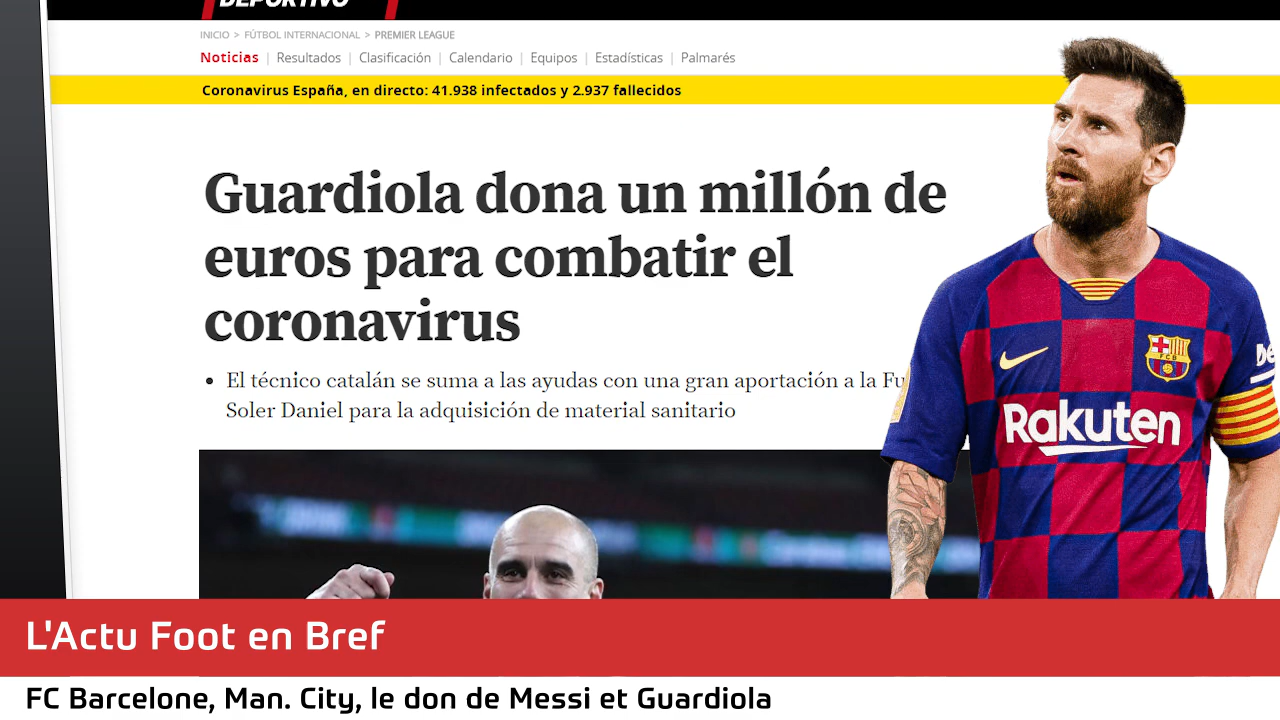 DEPORTIVO
INICIO > FÚTBOL INTERNACIONAL > PREMIER LEAGUE
Noticias | Resultados | Clasificación | Calendario | Equipos | Estadísticas | Palmarés
Coronavirus España, en directo: 41.938 infectados y 2.937 fallecidos
Guardiola dona un millón de
euros para combatir el
coronavirus
• El técnico catalán se suma a las ayudas con una gran aportación a la Fu
Soler Daniel para la adquisición de material sanitario
FCB
Rakuten
L'Actu Foot en Bref
FC Barcelone, Man. City, le don de Messi et Guardiola